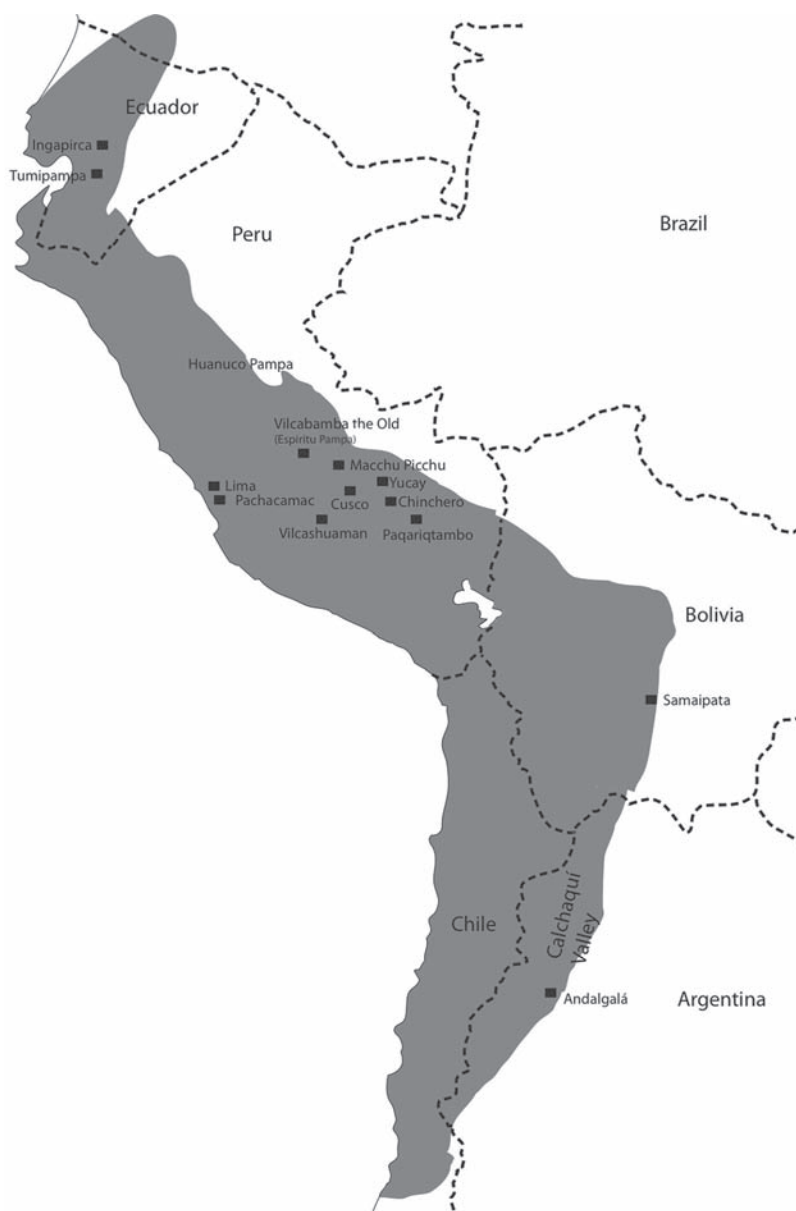 Ecuador
Ingapirca
Tumipampa
Peru
Brazil
Huanuco Pampa
Vilcabamba the Old
(Espiritu Pampa)
Macchu Picchu
Yucay
Lima
Cusco
Chinchero
Pachacamac
Vilcashuaman
Paqariqtambo
Bolivia
Samaipata
Chile
Calchaquí
Valley
Andalgalá
Argentina